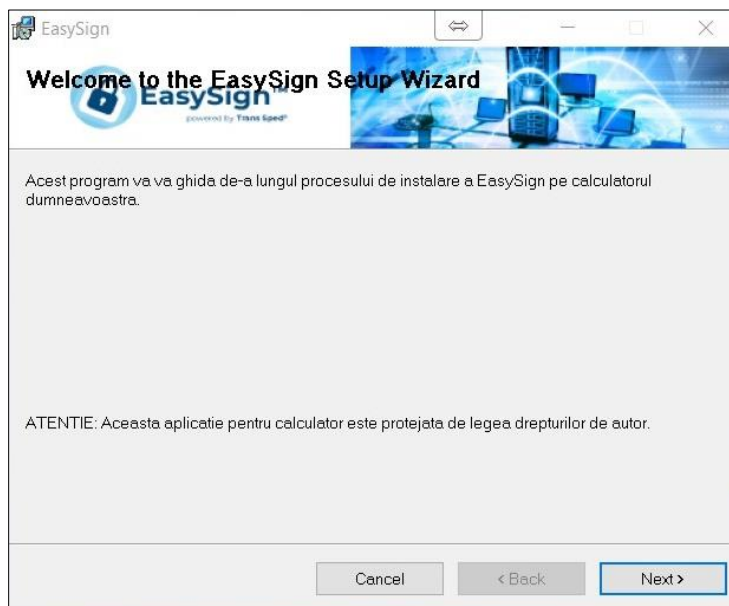 EasySign
Welcome to the EasySign Setup Wizard
EasySign™
powered by Trans Sped®
Acest program va va ghida de-a lungul procesului de instalare a EasySign pe calculatorul
dumneavoastra.
ATENTIE: Aceasta aplicatie pentru calculator este protejata de legea drepturilor de autor.
Cancel
< Back
Next >